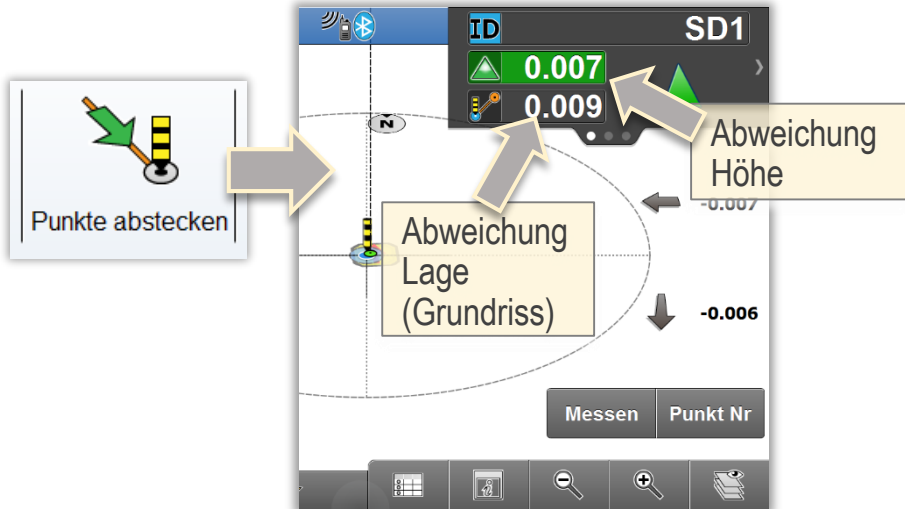 ID SD1
0.007
0.009
N
Abweichung
Höhe
-0.007
Punkte abstecken
Abweichung
Lage
(Grundriss)
-0.006
Messen Punkt Nr